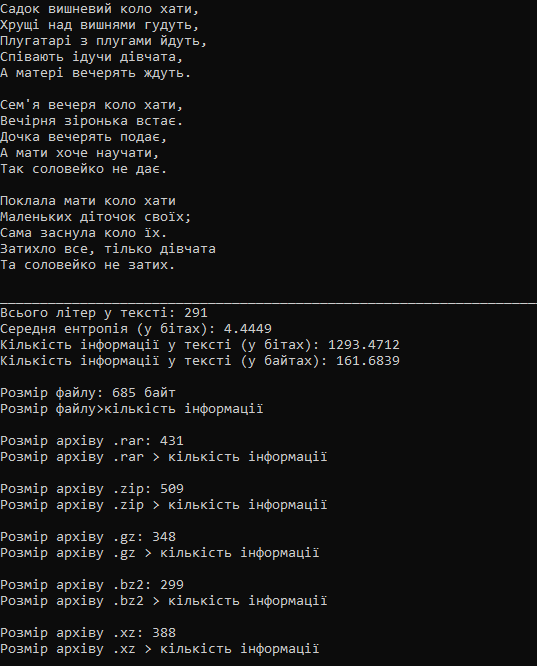 Садок вишневий коло хати,
Хрущі над вишнями гудуть,
Плугатарі з плугами йдуть,
Співають ідучи дівчата,
А матері вечерять ждуть.
Сем'я вечеря коло хати,
Вечірня зіронька встає.
Дочка вечерять подає,
А мати хоче научати,
Так соловейко не дає.
Поклала мати коло хати
Маленьких діточок своїх;
Сама заснула коло їх.
Затихло все, тілько дівчата
Та соловейко не затих.
Всього літер у тексті: 291
Середня ентропія (у бітах): 4.4449
Кількість інформації у тексті (у бітах): 1293.4712
Кількість інформації у тексті (у байтах): 161.6839
Розмір файлу: 685 байт
Розмір файлу>кількість інформації
Розмір архіву .rar: 431
Розмір архіву .rar > кількість інформації
Розмір архіву .zip: 509
Розмір архіву .zip > кількість інформації
Розмір архіву .gz: 348
Розмір архіву .gz > кількість інформації
Розмір архіву .bz2: 299
Розмір архіву .bz2 > кількість інформації
Розмір архіву .xz: 388
Розмір архіву .xz > кількість інформації